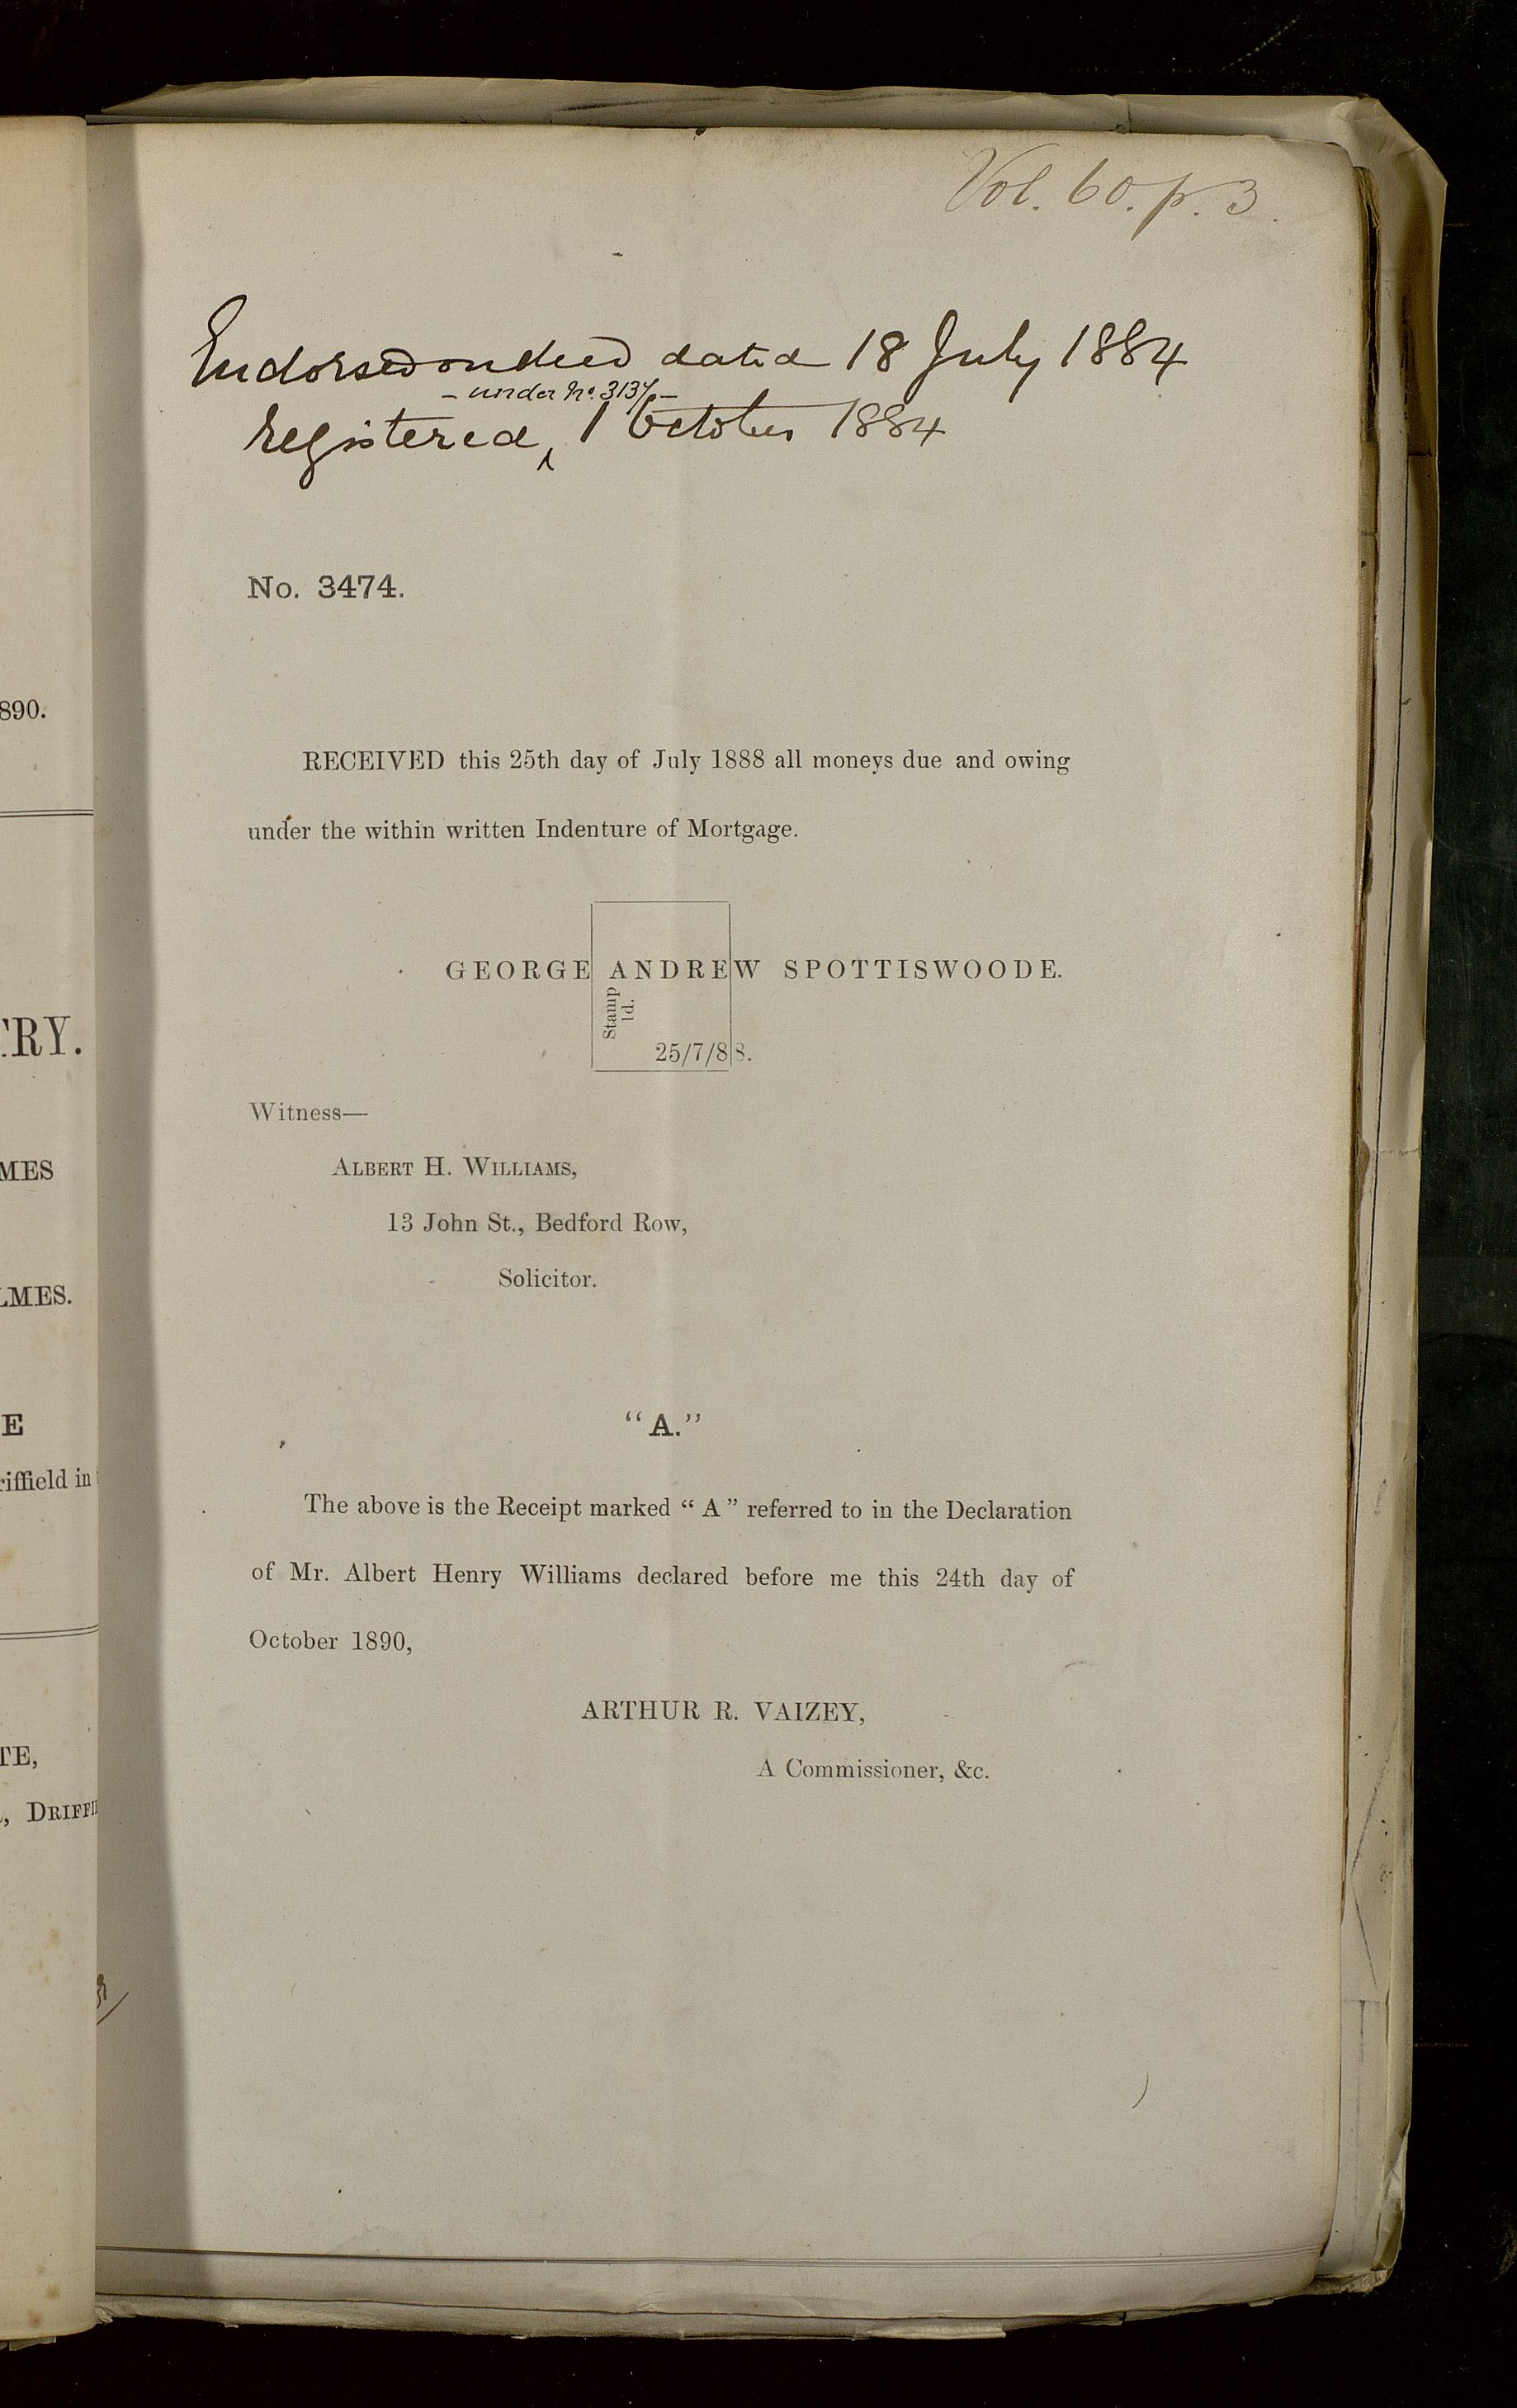 Vol. 60. p. 3.
Endorsed on deed dated 18 July 1884
- under No. 3137 -
registered, 1 October 1884
No. 3474.
RECEIVED this 25th day of July 1888 all moneys due and owing
under the within written Indenture of Mortgage.
GEORGE ANDREW SPOTTISWOODE.
Stamp
1d.
25/7/88.
Witness—
ALBERT H. WILLIAMS,
13 John St., Bedford Row,
Solicitor.
“A.”
The above is the Receipt marked “A” referred to in the Declaration
of Mr. Albert Henry Williams declared before me this 24th day of
October 1890,
ARTHUR R. VAIZEY,
A Commissioner, &c.
890.
RY.
MES
LMES.
E
riffield in
TE,
, DRIFFI